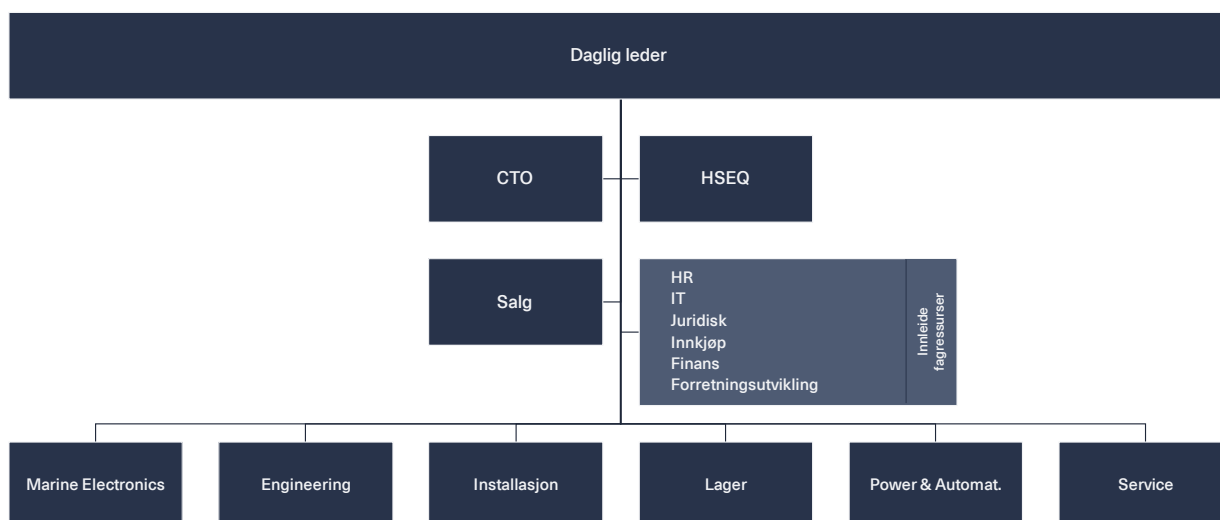 Daglig leder
CTO
HSEQ
Salg
HR
IT
Juridisk
Innkjøp
Finans
Forretningsutvikling
Innleide
fagressurser
Marine Electronics
Engineering
Installasjon
Lager
Power & Automat.
Service